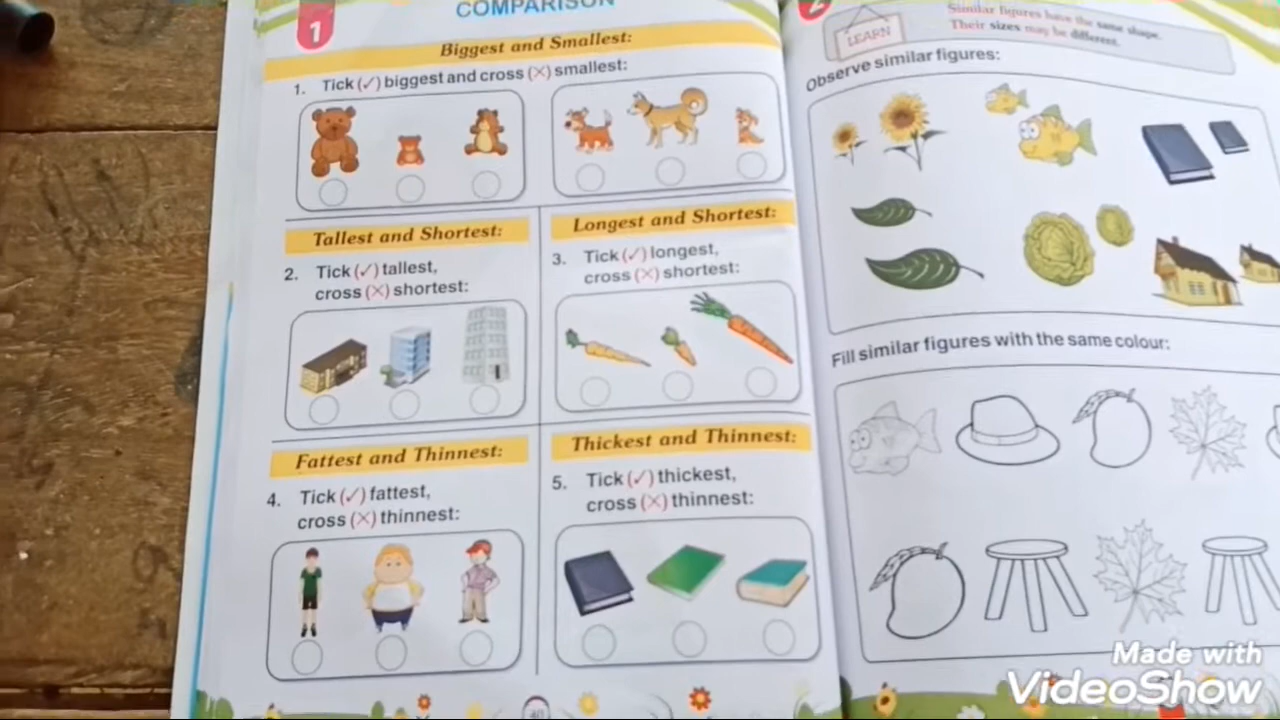 1
COMPARISON
Biggest and Smallest:
1. Tick (✓) biggest and cross (✕) smallest:
Tallest and Shortest:
2. Tick (✓) tallest,
cross (✕) shortest:
Longest and Shortest:
3. Tick (✓) longest,
cross (✕) shortest:
Fattest and Thinnest:
4. Tick (✓) fattest,
cross (✕) thinnest:
Thickest and Thinnest:
5. Tick (✓) thickest,
cross (✕) thinnest:
2
LEARN
Similar figures have the same shape.
Their sizes may be different.
Observe similar figures:
Fill similar figures with the same colour:
Made with
VideoShow